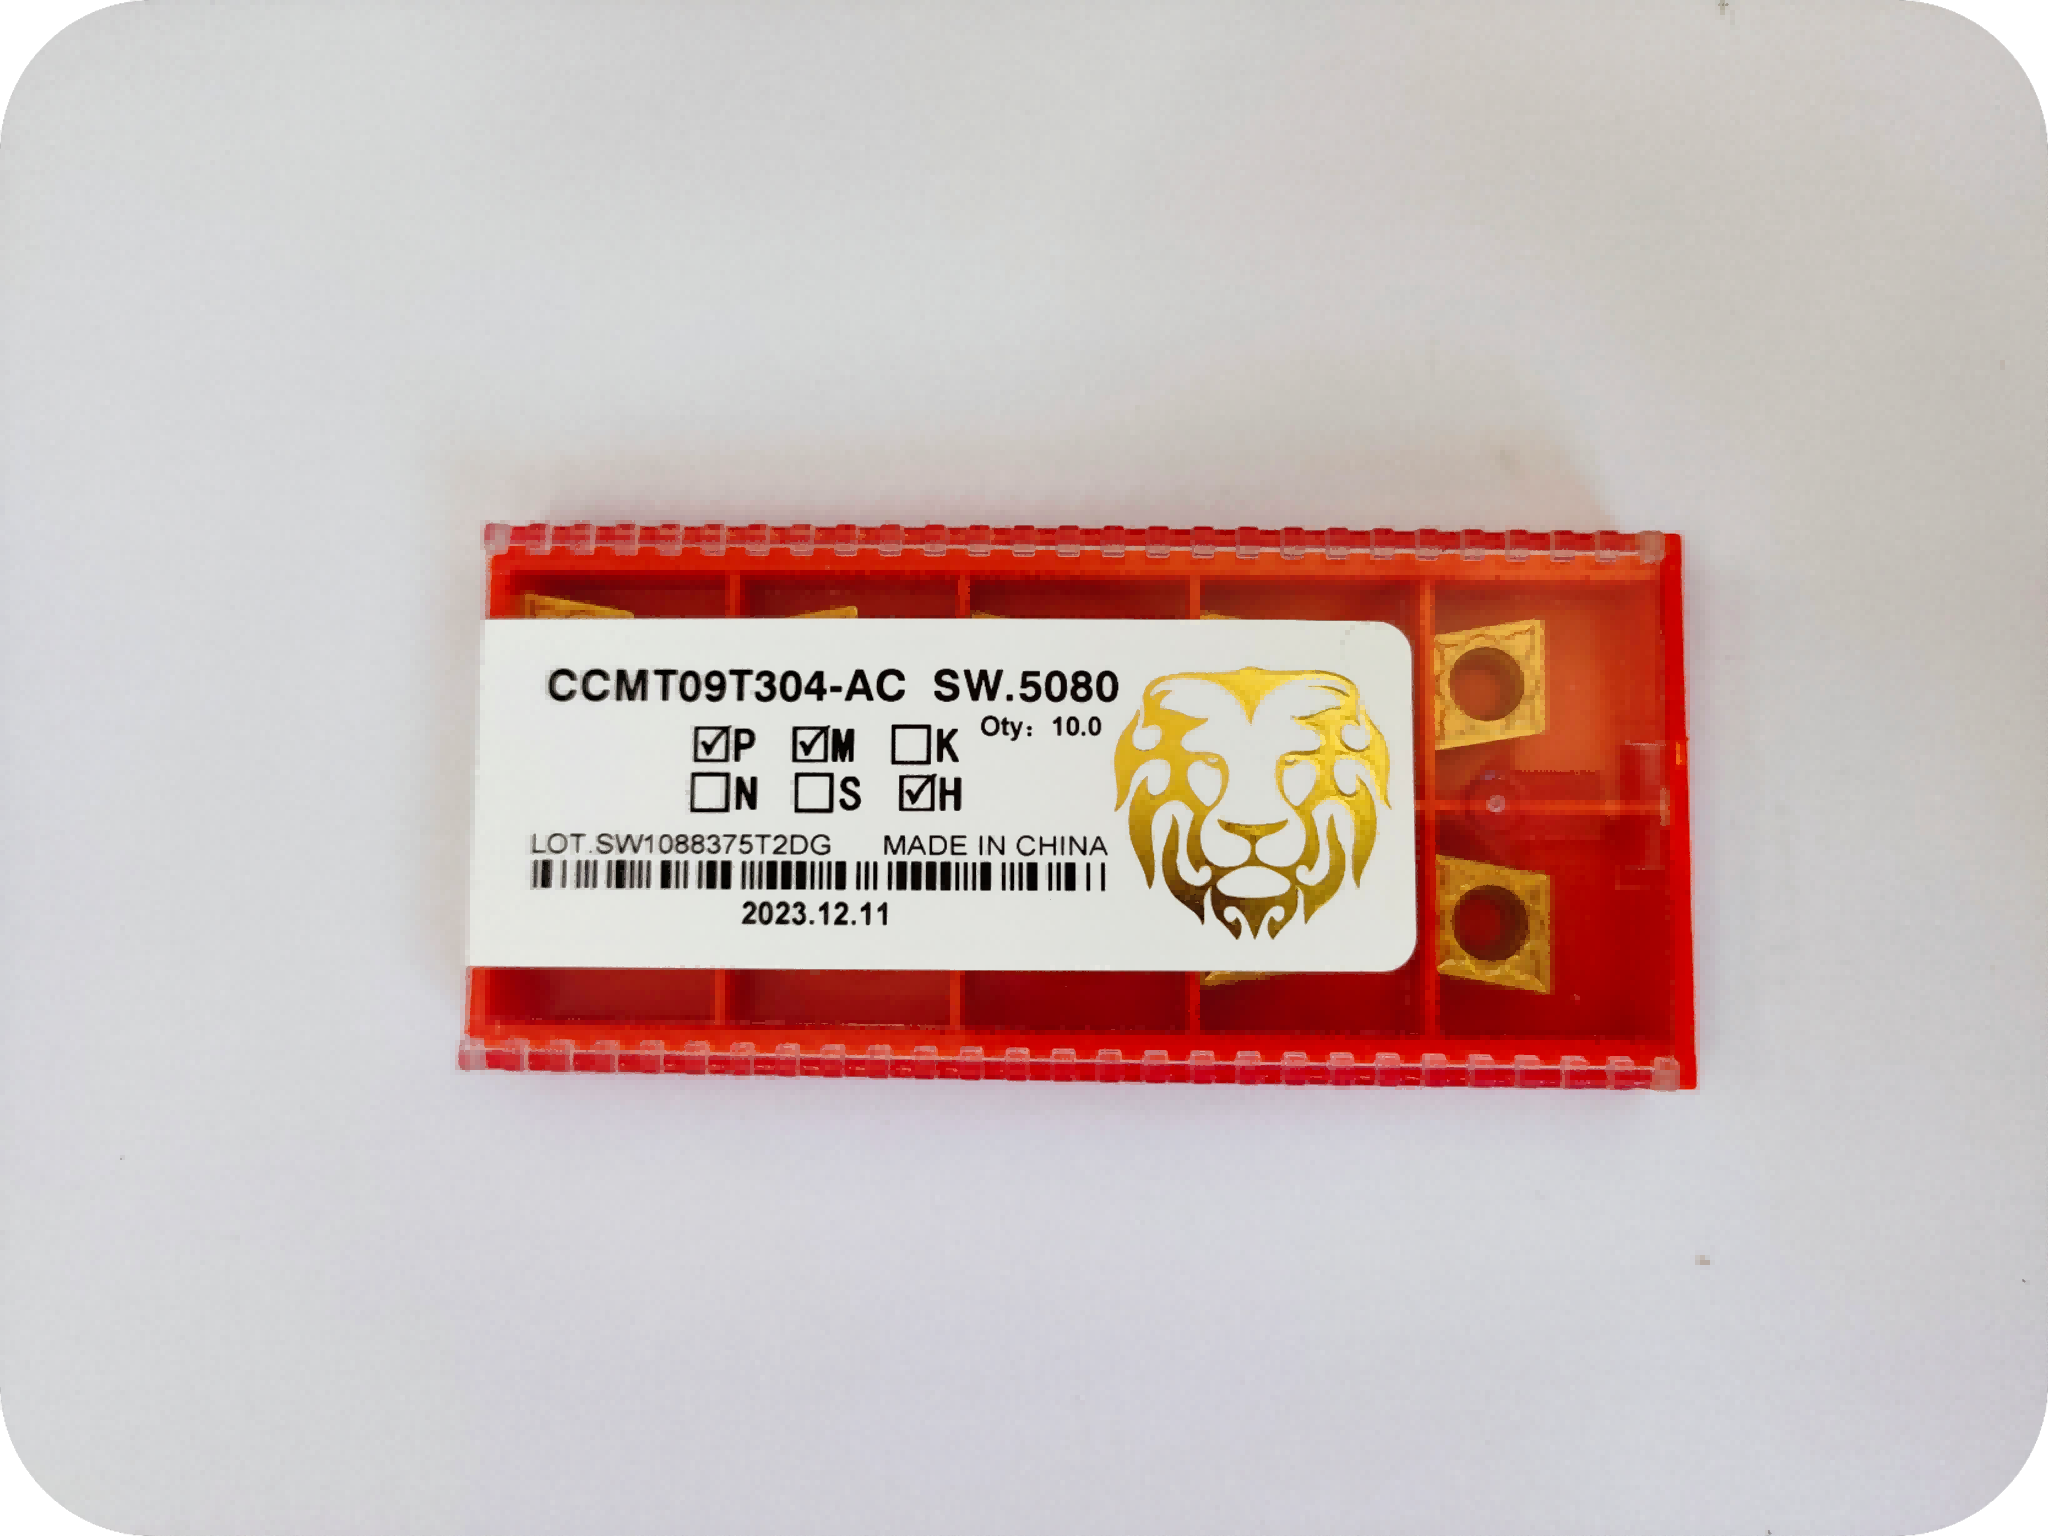 CCMT09T304-AC SW.5080
Qty: 10.0
☑P ☑M ☐K
☐N ☐S ☑H
LOT.SW1088375T2DG MADE IN CHINA
2023.12.11